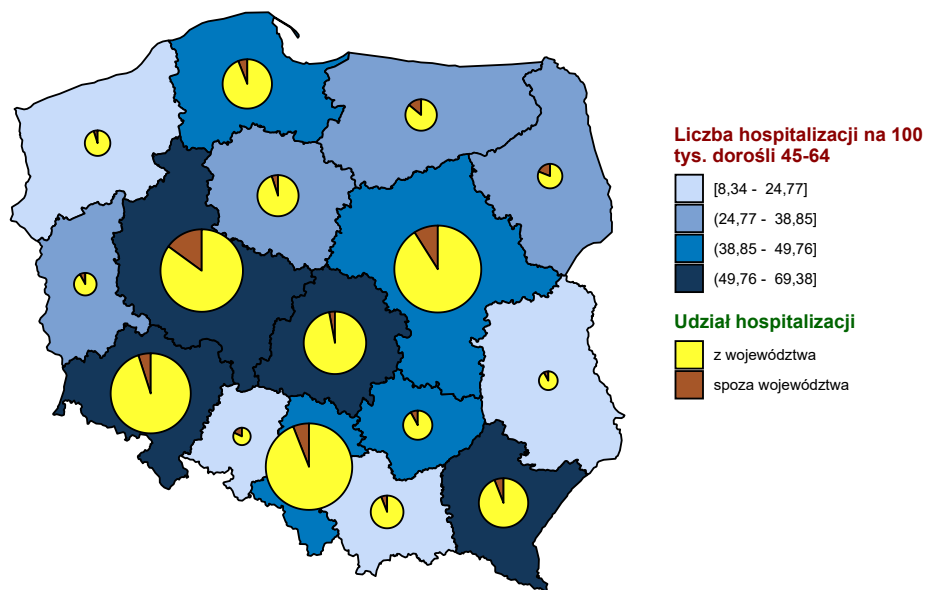 Liczba hospitalizacji na 100
tys. dorośli 45-64
[8,34 - 24,77]
(24,77 - 38,85]
(38,85 - 49,76]
(49,76 - 69,38]
Udział hospitalizacji
z województwa
spoza województwa